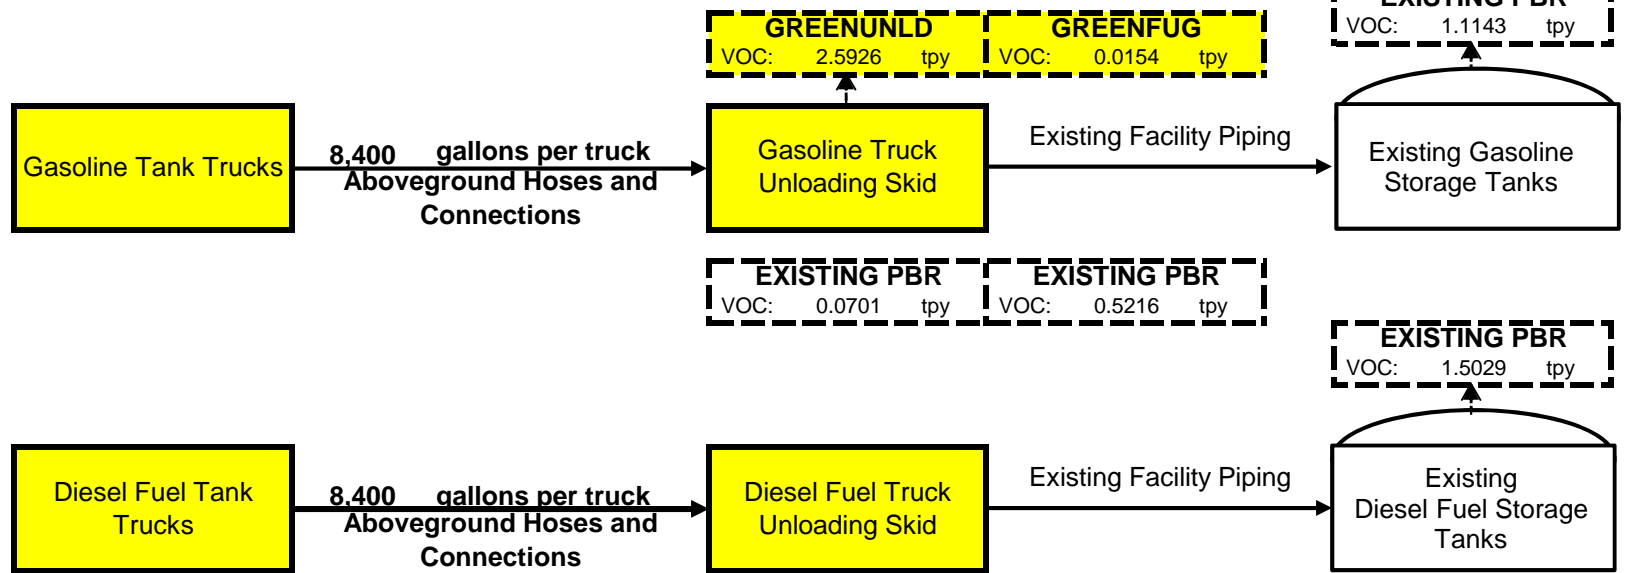 EXISTING PBR
VOC: 1.1143 tpy
GREENUNLD GREENFUG
VOC: 2.5926 tpy VOC: 0.0154 tpy
Gasoline Tank Trucks
8,400 gallons per truck
Aboveground Hoses and
Connections
Gasoline Truck
Unloading Skid
Existing Facility Piping
Existing Gasoline
Storage Tanks
EXISTING PBR EXISTING PBR
VOC: 0.0701 tpy VOC: 0.5216 tpy
EXISTING PBR
VOC: 1.5029 tpy
Diesel Fuel Tank
Trucks
8,400 gallons per truck
Aboveground Hoses and
Connections
Diesel Fuel Truck
Unloading Skid
Existing Facility Piping
Existing
Diesel Fuel Storage
Tanks